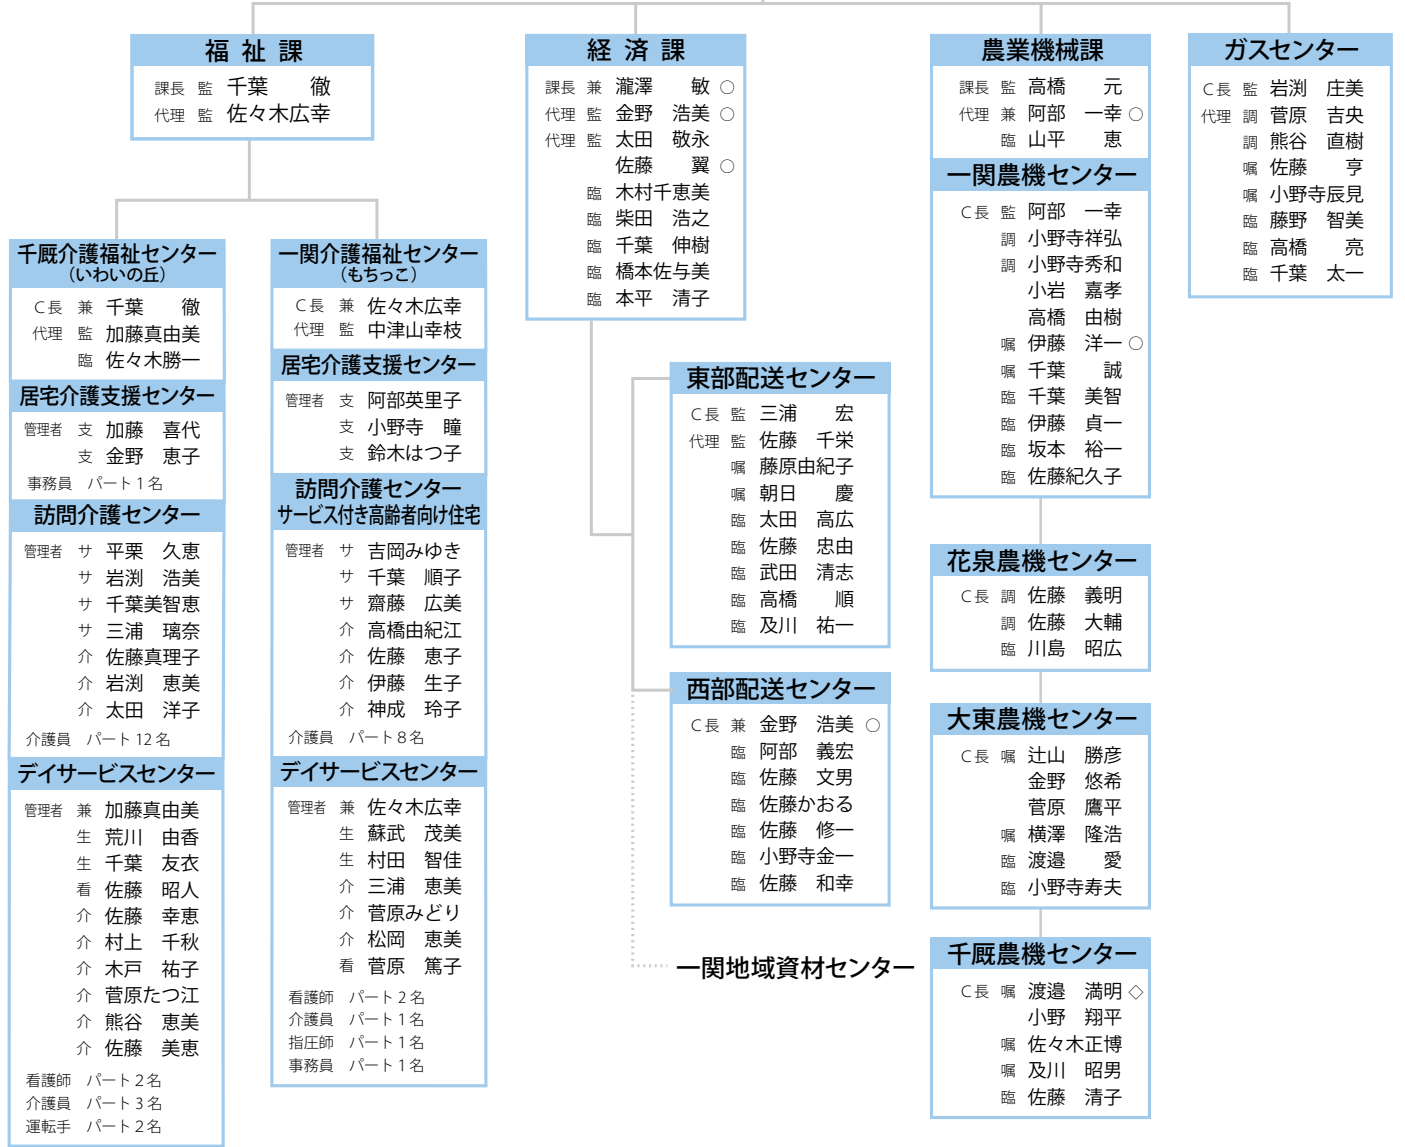 福祉課
課長 監 千葉　徹
代理 監 佐々木広幸
千厩介護福祉センター
（いわいの丘）
C長 兼 千葉　徹
代理 監 加藤真由美
臨 佐々木勝一
居宅介護支援センター
管理者 支 加藤　喜代
支 金野　恵子
事務員　パート1名
訪問介護センター
管理者 サ 平栗　久恵
サ 岩渕　浩美
サ 千葉美智恵
サ 三浦　璃奈
介 佐藤真理子
介 岩渕　恵美
介 太田　洋子
介護員　パート12名
デイサービスセンター
管理者 兼 加藤真由美
生 荒川　由香
生 千葉　友衣
看 佐藤　昭人
介 佐藤　幸恵
介 村上　千秋
介 木戸　祐子
介 菅原たつ江
介 熊谷　恵美
介 佐藤　美恵
看護師　パート2名
介護員　パート3名
運転手　パート2名
一関介護福祉センター
（もちっこ）
C長 兼 佐々木広幸
代理 監 中津山幸枝
居宅介護支援センター
管理者 支 阿部英里子
支 小野寺　瞳
支 鈴木はつ子
訪問介護センター
サービス付き高齢者向け住宅
管理者 サ 吉岡みゆき
サ 千葉　順子
サ 齋藤　広美
介 高橋由紀江
介 佐藤　恵子
介 伊藤　生子
介 神成　玲子
介護員　パート8名
デイサービスセンター
管理者 兼 佐々木広幸
生 蘇武　茂美
生 村田　智佳
介 三浦　恵美
介 菅原みどり
介 松岡　恵美
看 菅原　篤子
看護師　パート2名
介護員　パート1名
指圧師　パート1名
事務員　パート1名
経済課
課長 兼 瀧澤　敏 ○
代理 監 金野　浩美 ○
代理 監 太田　敬永
佐藤　翼 ○
臨 木村千恵美
臨 柴田　浩之
臨 千葉　伸樹
臨 橋本佐与美
臨 本平　清子
東部配送センター
C長 監 三浦　宏
代理 監 佐藤　千栄
嘱 藤原由紀子
嘱 朝日　慶
臨 太田　高広
臨 佐藤　忠由
臨 武田　清志
臨 高橋　順
臨 及川　祐一
西部配送センター
C長 兼 金野　浩美 ○
臨 阿部　義宏
臨 佐藤　文男
臨 佐藤かおる
臨 佐藤　修一
臨 小野寺金一
臨 佐藤　和幸
一関地域資材センター
農業機械課
課長 監 高橋　元
代理 兼 阿部　一幸 ○
臨 山平　恵
一関農機センター
C長 監 阿部　一幸
調 小野寺祥弘
調 小野寺秀和
小岩　嘉孝
高橋　由樹
嘱 伊藤　洋一 ○
嘱 千葉　誠
臨 千葉　美智
臨 伊藤　貞一
臨 坂本　裕一
臨 佐藤紀久子
花泉農機センター
C長 調 佐藤　義明
調 佐藤　大輔
臨 川島　昭広
大東農機センター
C長 嘱 辻山　勝彦
金野　悠希
菅原　鷹平
嘱 横澤　隆浩
臨 渡邉　愛
臨 小野寺寿夫
千厩農機センター
C長 嘱 渡邉　満明 ◇
小野　翔平
嘱 佐々木正博
嘱 及川　昭男
臨 佐藤　清子
ガスセンター
C長 監 岩渕　庄美
代理 調 菅原　吉央
調 熊谷　直樹
嘱 佐藤　亨
嘱 小野寺辰見
臨 藤野　智美
臨 高橋　亮
臨 千葉　太一